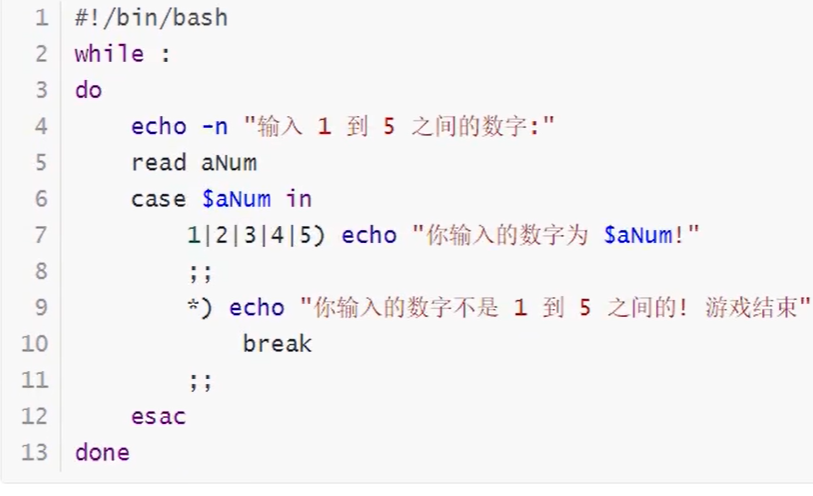 1 #!/bin/bash
2 while :
3 do
4     echo -n "输入 1 到 5 之间的数字:"
5     read aNum
6     case $aNum in
7         1|2|3|4|5) echo "你输入的数字为 $aNum!"
8         ;;
9         *) echo "你输入的数字不是 1 到 5 之间的! 游戏结束"
10             break
11         ;;
12     esac
13 done